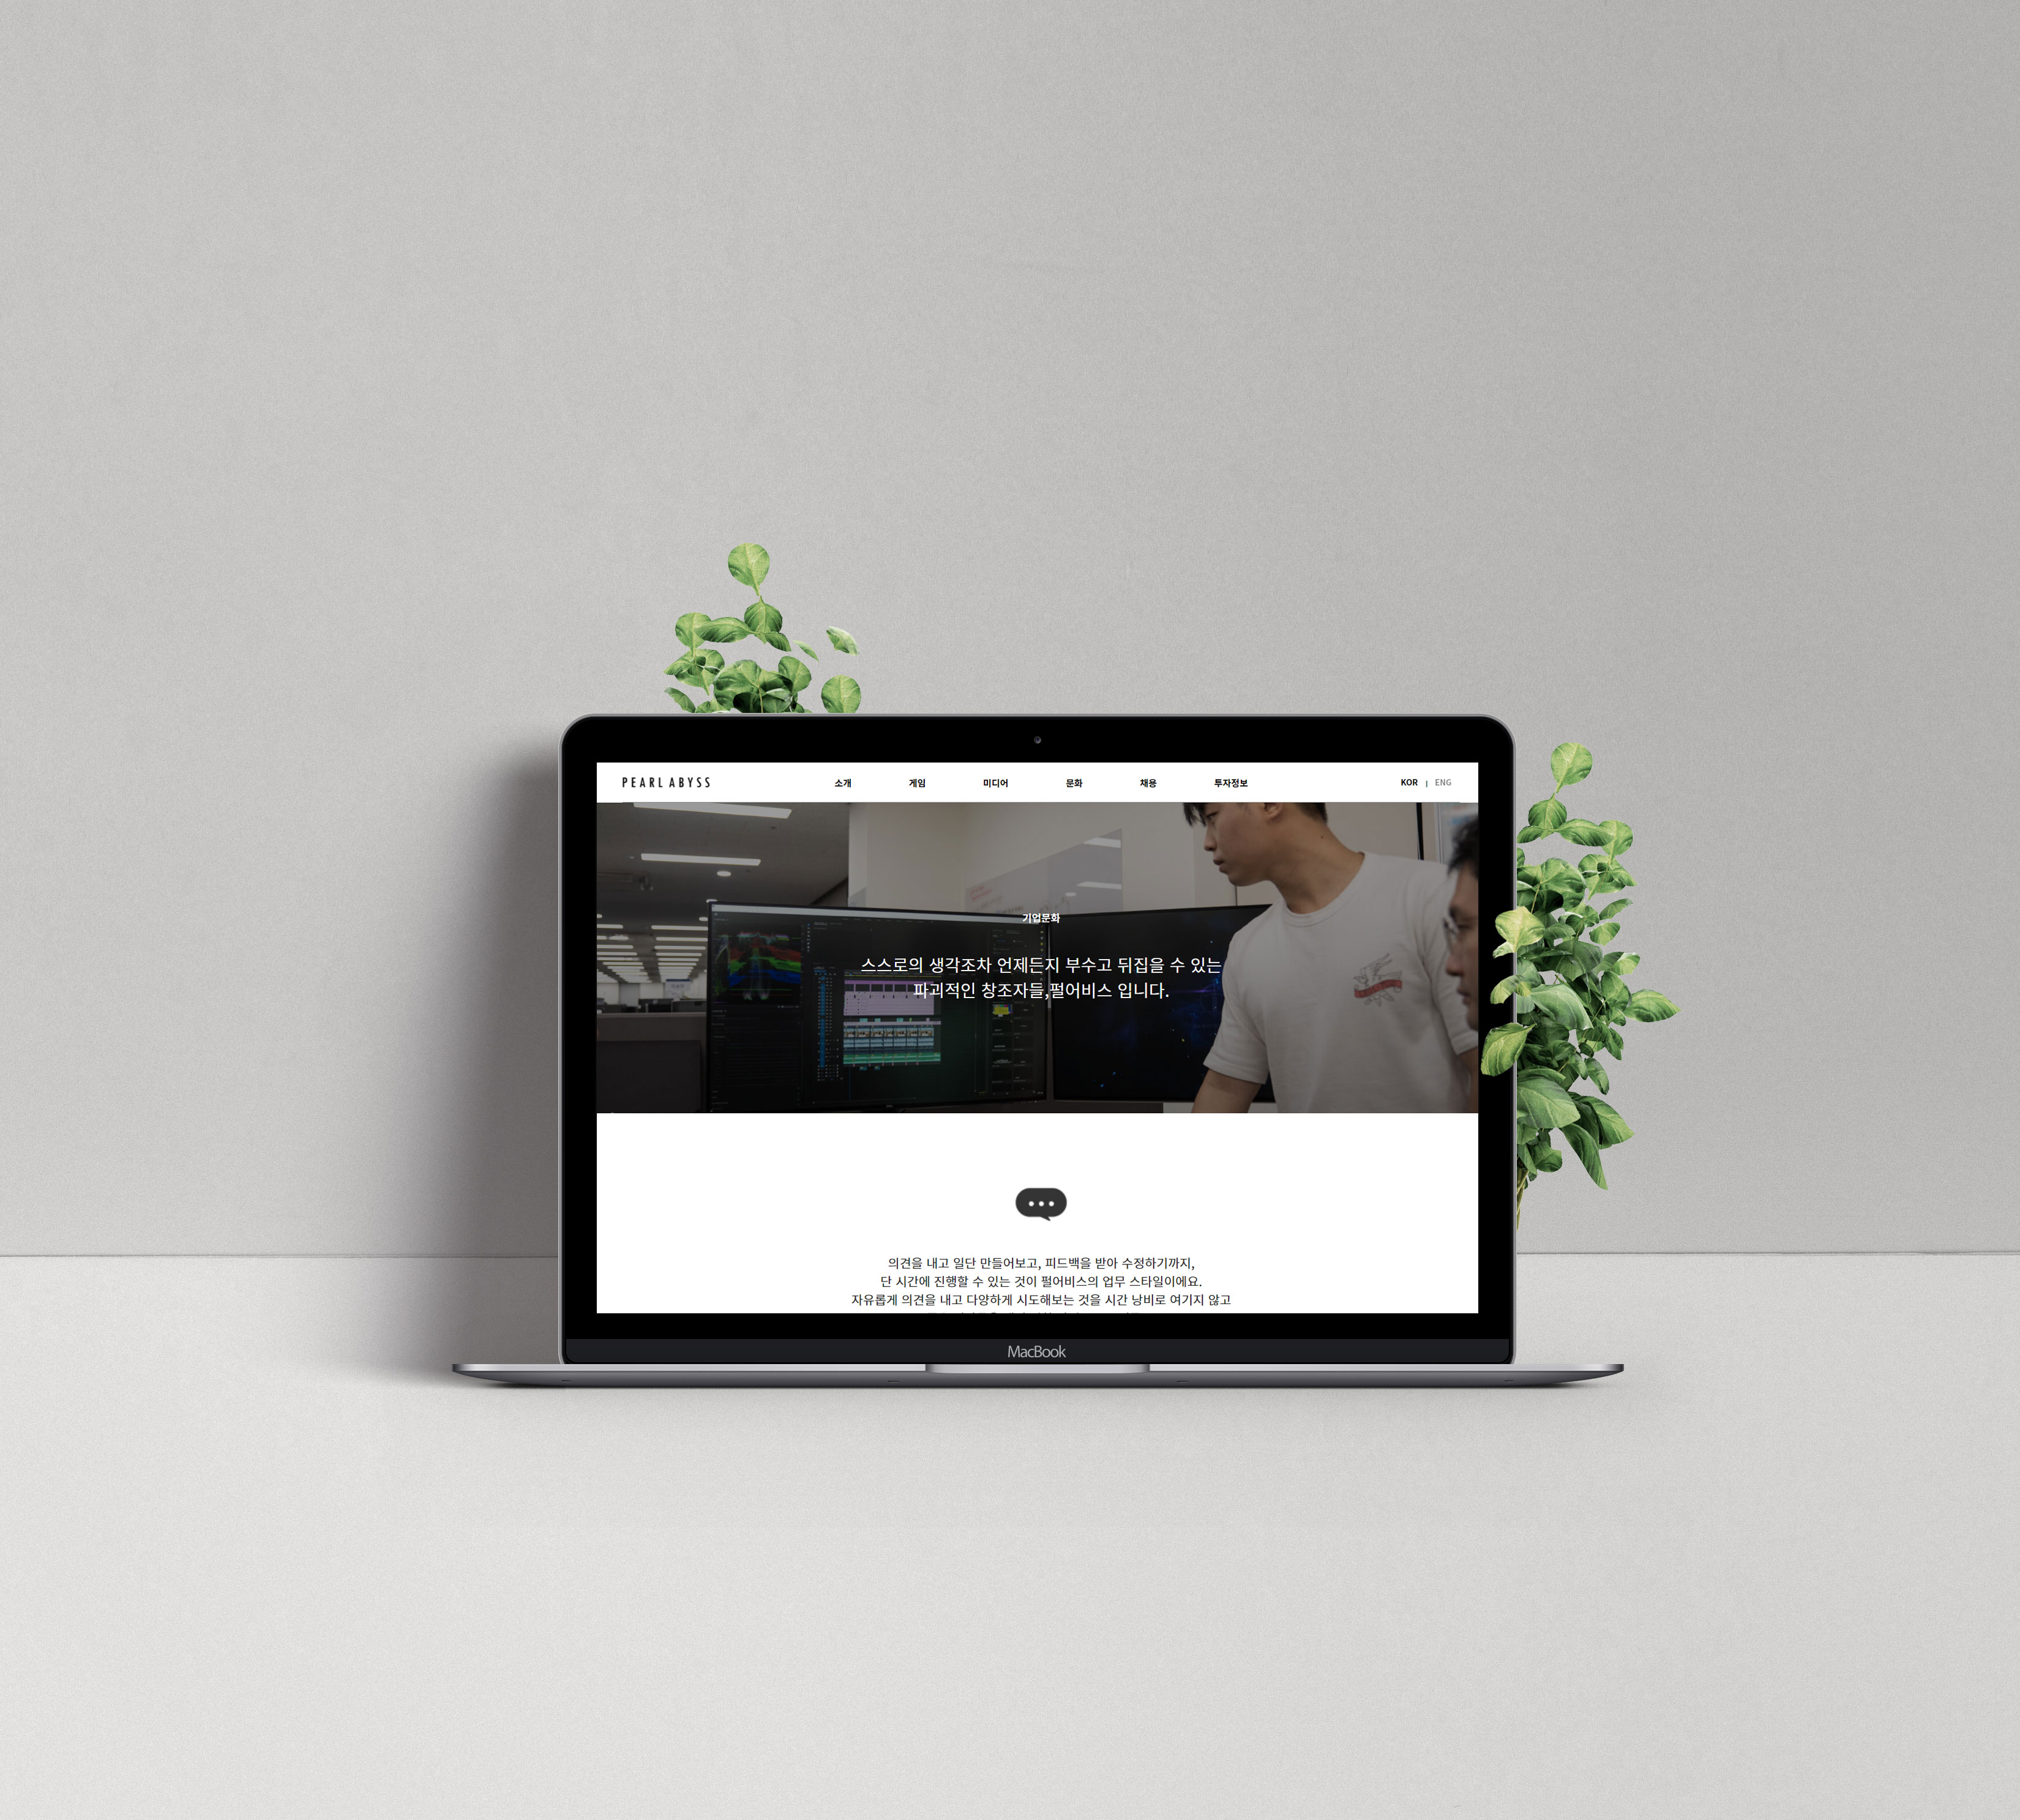 PEARL ABYSS
소개 게임 미디어 문화 채용 투자정보
KOR | ENG
기업문화
스스로의 생각조차 언제든지 부수고 뒤집을 수 있는
파괴적인 창조자들,펄어비스 입니다.
의견을 내고 일단 만들어보고, 피드백을 받아 수정하기까지,
단 시간에 진행할 수 있는 것이 펄어비스의 업무 스타일이에요.
자유롭게 의견을 내고 다양하게 시도해보는 것을 시간 낭비로 여기지 않고
MacBook